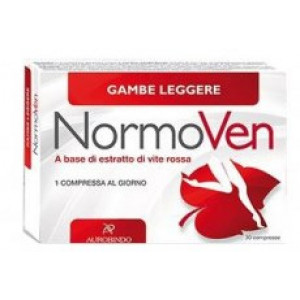 GAMBE LEGGERE
NormoVen
A base di estratto di vite rossa
1 COMPRESSA AL GIORNO
AUROBINDO
30 compresse